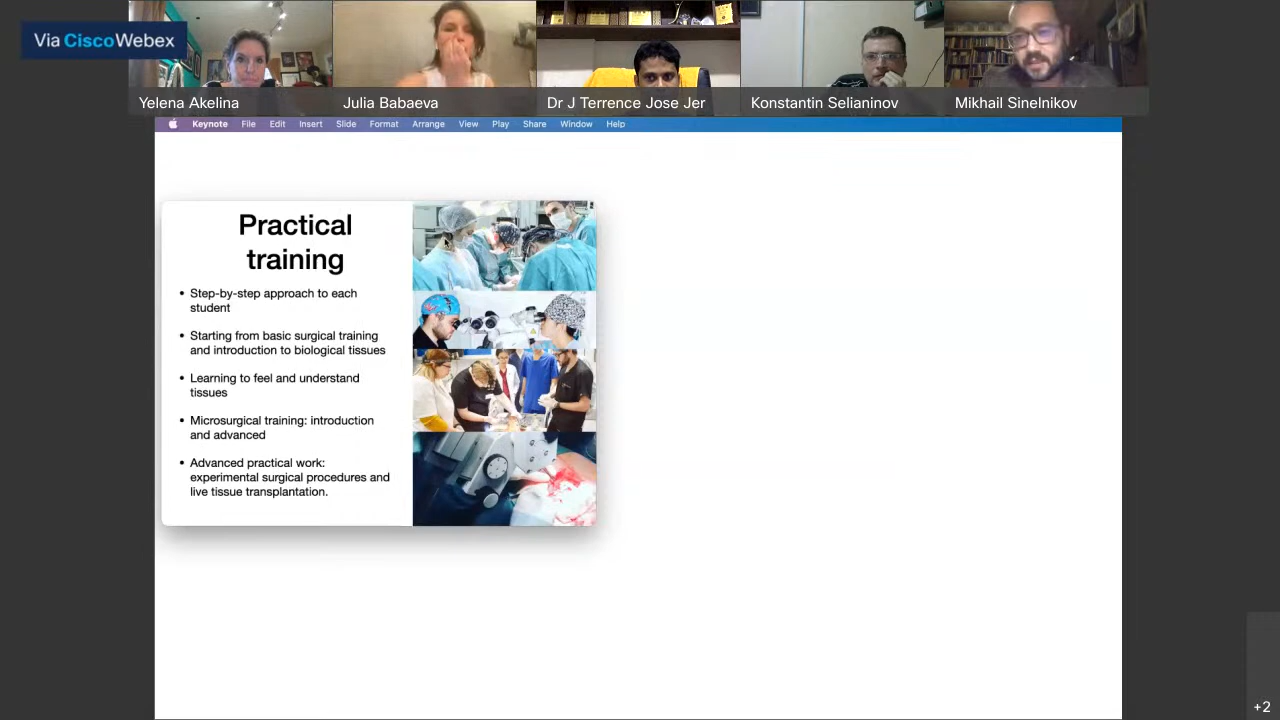 Via CiscoWebex
Yelena Akelina
Julia Babaeva
Dr J Terrence Jose Jer
Konstantin Selianinov
Mikhail Sinelnikov
Keynote File Edit Insert Slide Format Arrange View Play Share Window Help
Practical
training
• Step-by-step approach to each
student
• Starting from basic surgical training
and introduction to biological tissues
• Learning to feel and understand
tissues
• Microsurgical training: introduction
and advanced
• Advanced practical work:
experimental surgical procedures and
live tissue transplantation.
+2